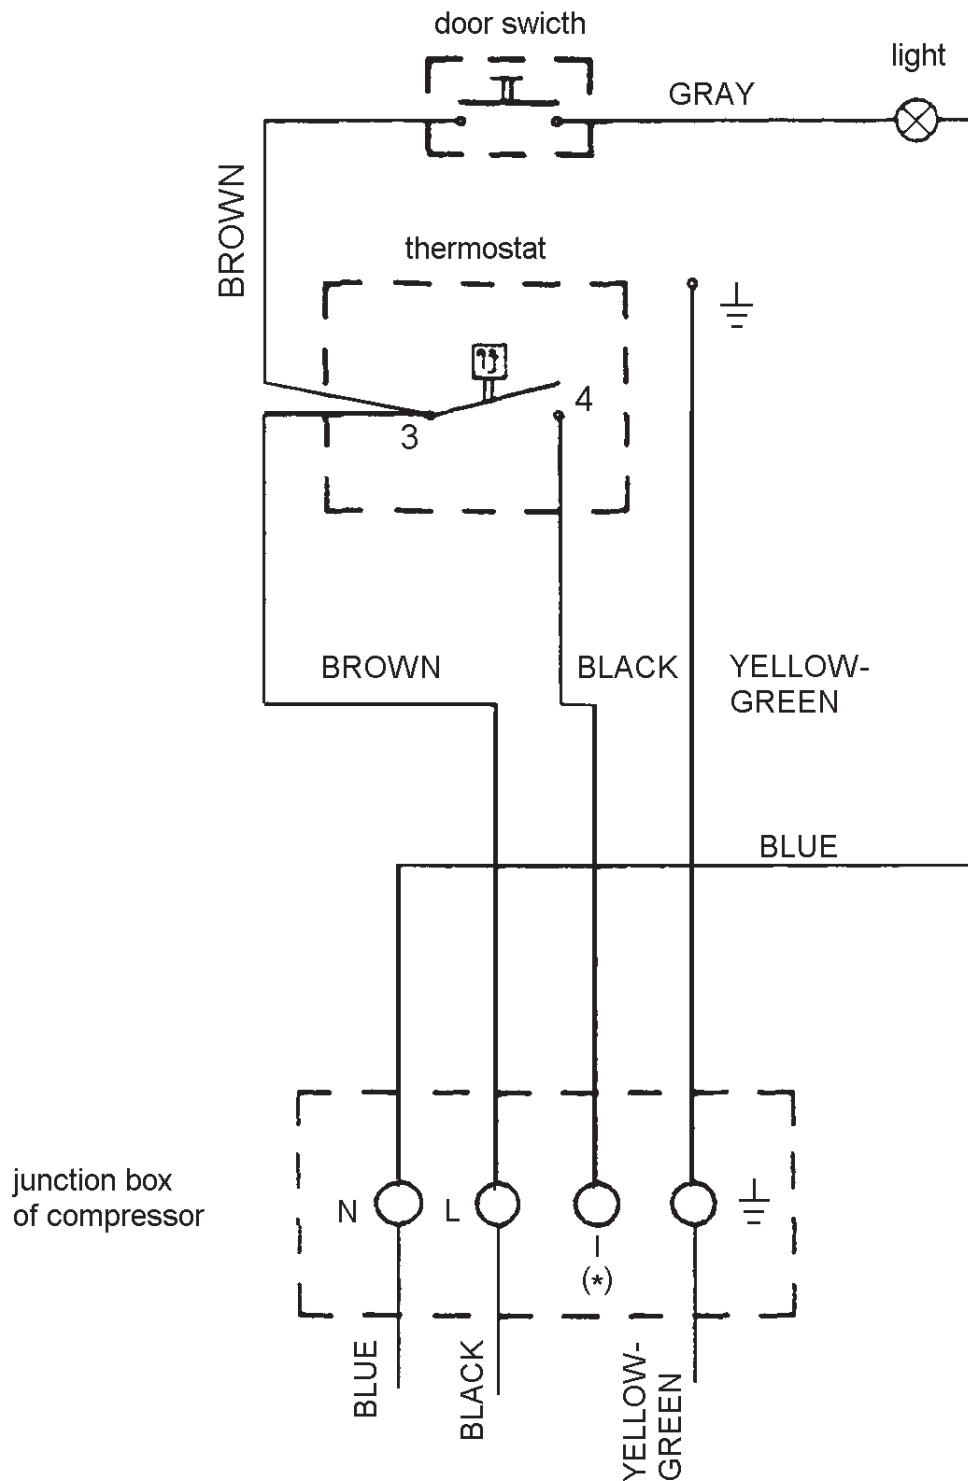 door swicth
light
GRAY
BROWN
thermostat
4
3
BROWN
BLACK
YELLOW-
GREEN
BLUE
junction box
of compressor
N
L
(*)
BLUE
BLACK
YELLOW-
GREEN